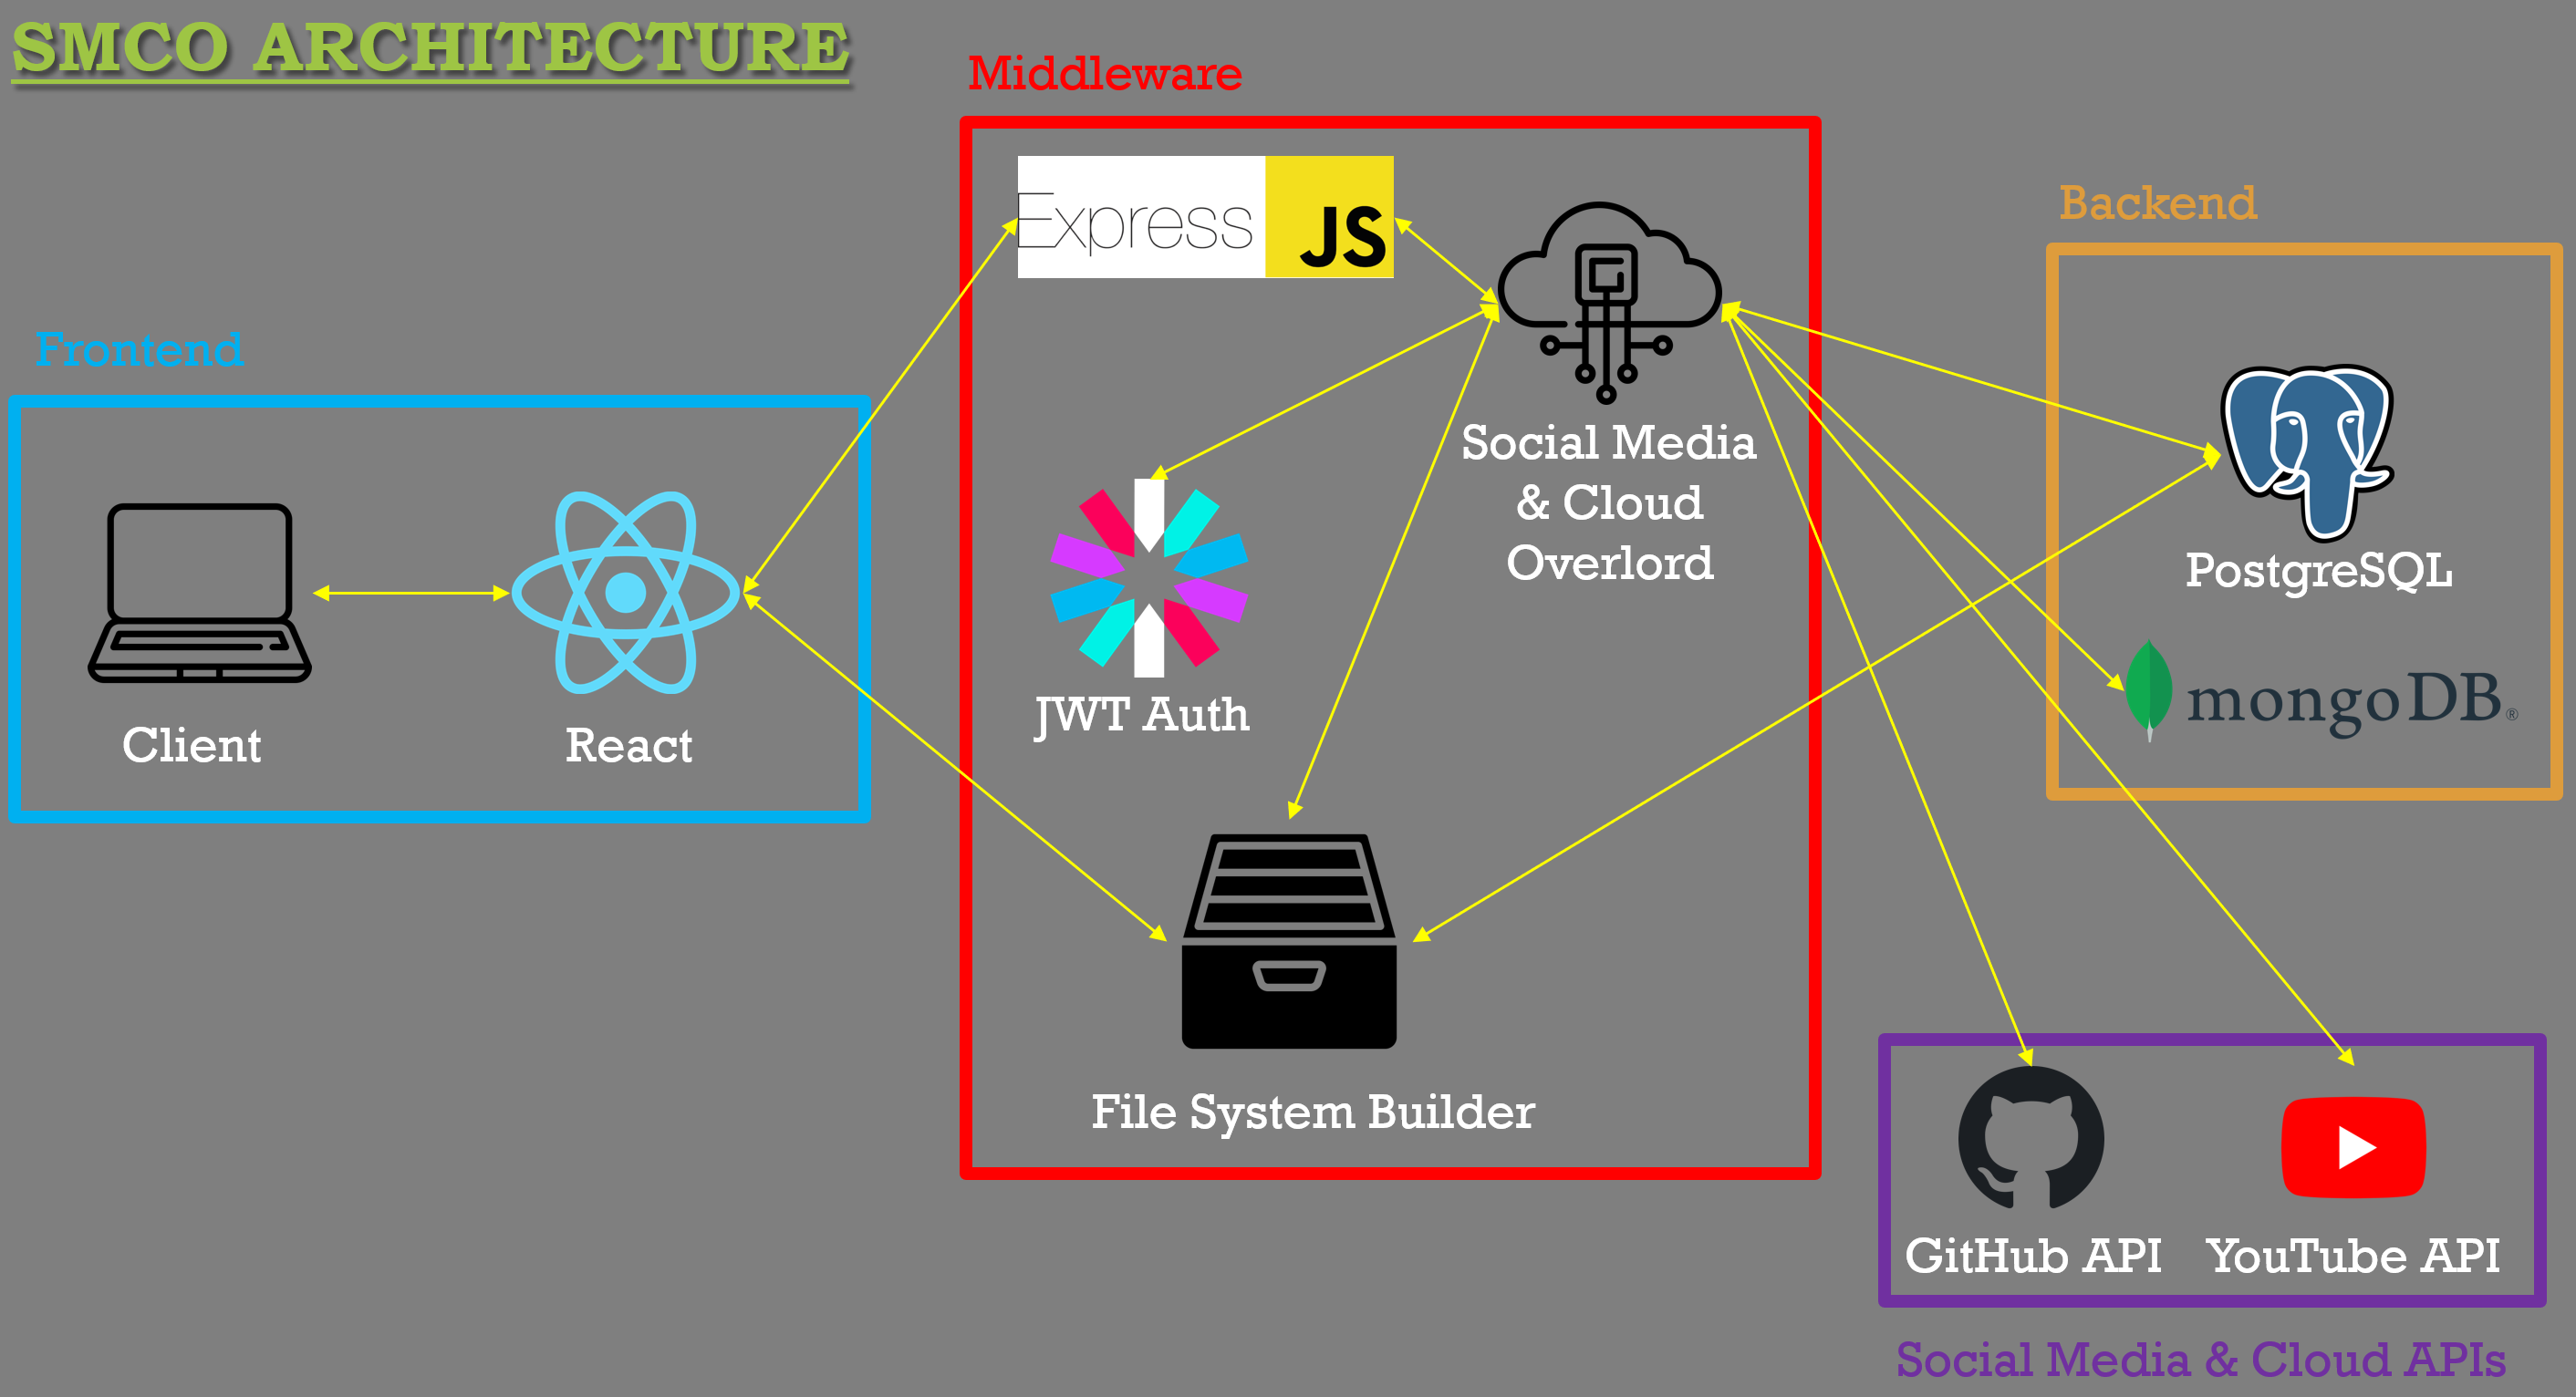 SMCO ARCHITECTURE
Middleware
Express JS
Backend
Frontend
Social Media
& Cloud
Overlord
PostgreSQL
mongoDB®
JWT Auth
Client
React
File System Builder
GitHub API
YouTube API
Social Media & Cloud APIs